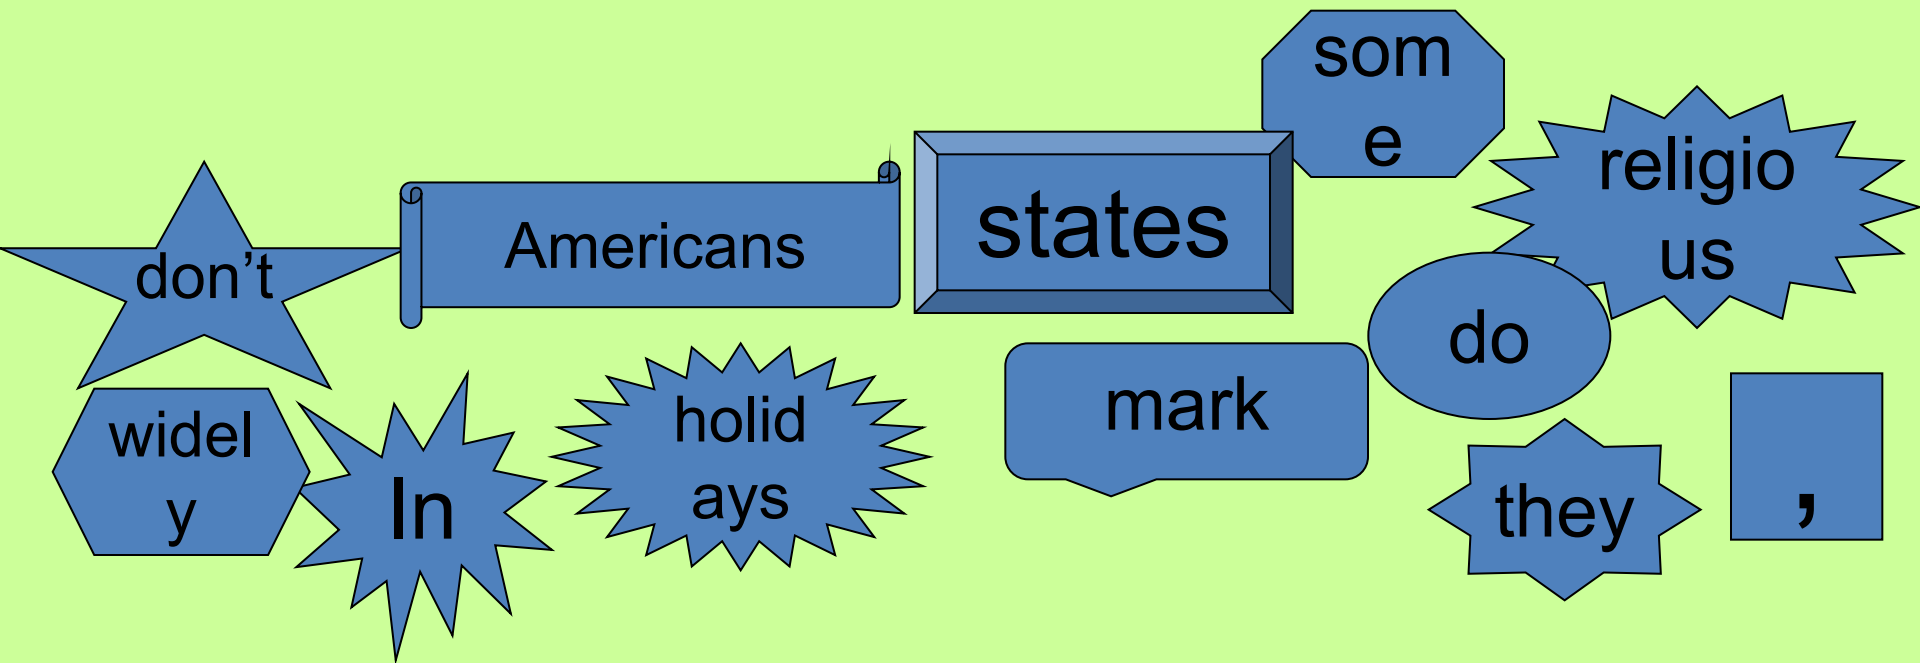 som
e
religio
us
states
Americans
don’t
do
mark
holid
ays
widel
y
In
they
,